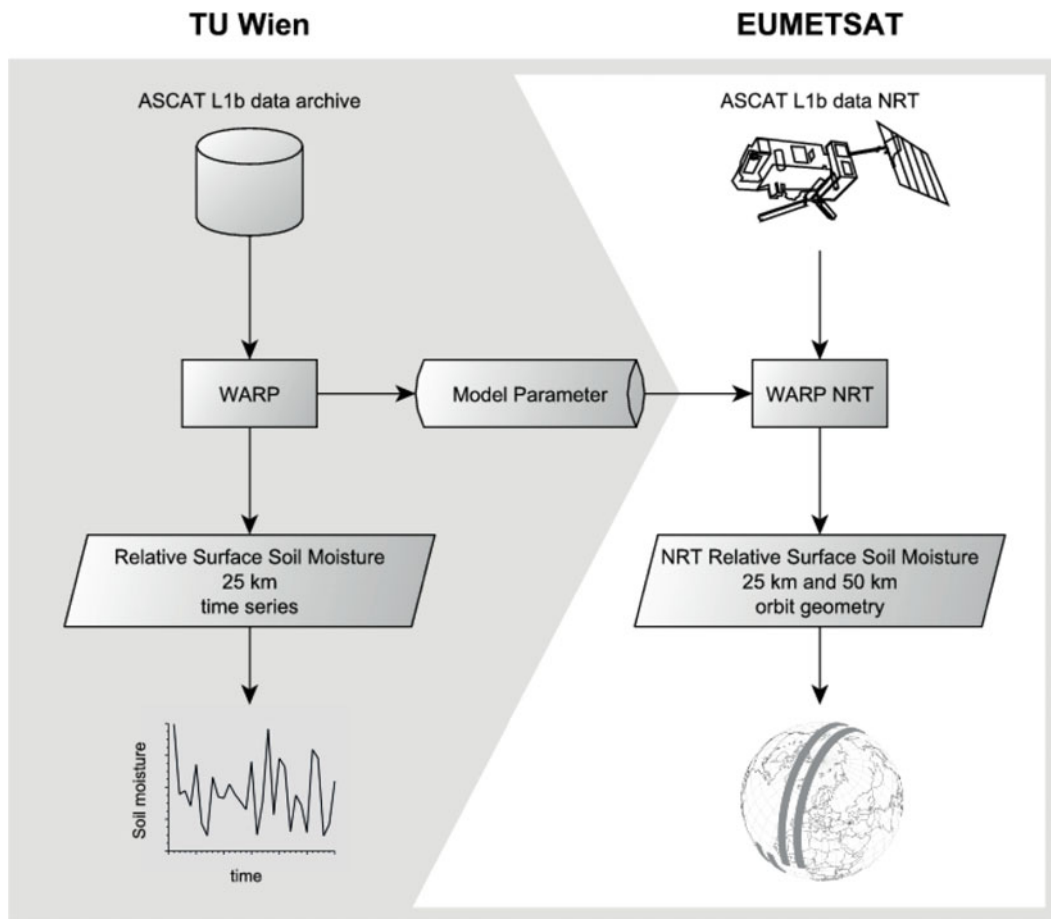 TU Wien
EUMETSAT
ASCAT L1b data archive
ASCAT L1b data NRT
WARP
Model Parameter
WARP NRT
Relative Surface Soil Moisture
25 km
time series
NRT Relative Surface Soil Moisture
25 km and 50 km
orbit geometry
Soil moisture
time